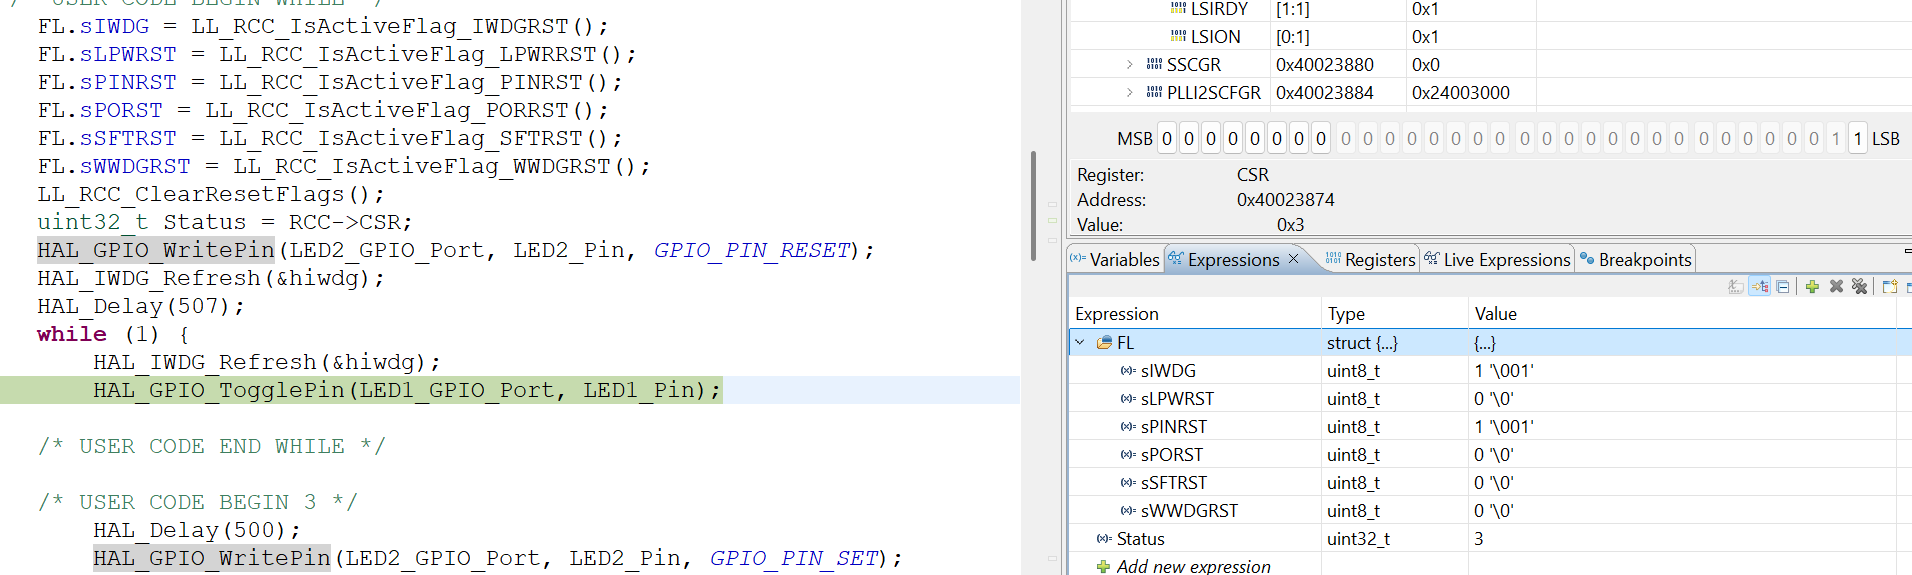 /* USER CODE BEGIN WHILE */
FL.sIWDG = LL_RCC_IsActiveFlag_IWDGRST();
FL.sLPWRST = LL_RCC_IsActiveFlag_LPWRRST();
FL.sPINRST = LL_RCC_IsActiveFlag_PINRST();
FL.sPORST = LL_RCC_IsActiveFlag_PORRST();
FL.sSFTRST = LL_RCC_IsActiveFlag_SFTRST();
FL.sWWDGRST = LL_RCC_IsActiveFlag_WWDGRST();
LL_RCC_ClearResetFlags();
uint32_t Status = RCC->CSR;
HAL_GPIO_WritePin(LED2_GPIO_Port, LED2_Pin, GPIO_PIN_RESET);
HAL_IWDG_Refresh(&hiwdg);
HAL_Delay(507);
while (1) {
HAL_IWDG_Refresh(&hiwdg);
HAL_GPIO_TogglePin(LED1_GPIO_Port, LED1_Pin);
/* USER CODE END WHILE */
/* USER CODE BEGIN 3 */
HAL_Delay(500);
HAL_GPIO_WritePin(LED2_GPIO_Port, LED2_Pin, GPIO_PIN_SET);
LSIRDY [1:1] 0x1
LSION [0:1] 0x1
SSCGR 0x40023880 0x0
PLLI2SCFGR 0x40023884 0x24003000
MSB 0 0 0 0 0 0 0 0 0 0 0 0 0 0 0 0 0 0 0 0 0 0 0 0 0 0 0 0 0 0 1 1 LSB
Register: CSR
Address: 0x40023874
Value: 0x3
(x)= Variables Expressions Registers Live Expressions Breakpoints
Expression Type Value
FL struct {...} {...}
(x)= sIWDG uint8_t 1 '\001'
(x)= sLPWRST uint8_t 0 '\0'
(x)= sPINRST uint8_t 1 '\001'
(x)= sPORST uint8_t 0 '\0'
(x)= sSFTRST uint8_t 0 '\0'
(x)= sWWDGRST uint8_t 0 '\0'
(x)= Status uint32_t 3
Add new expression